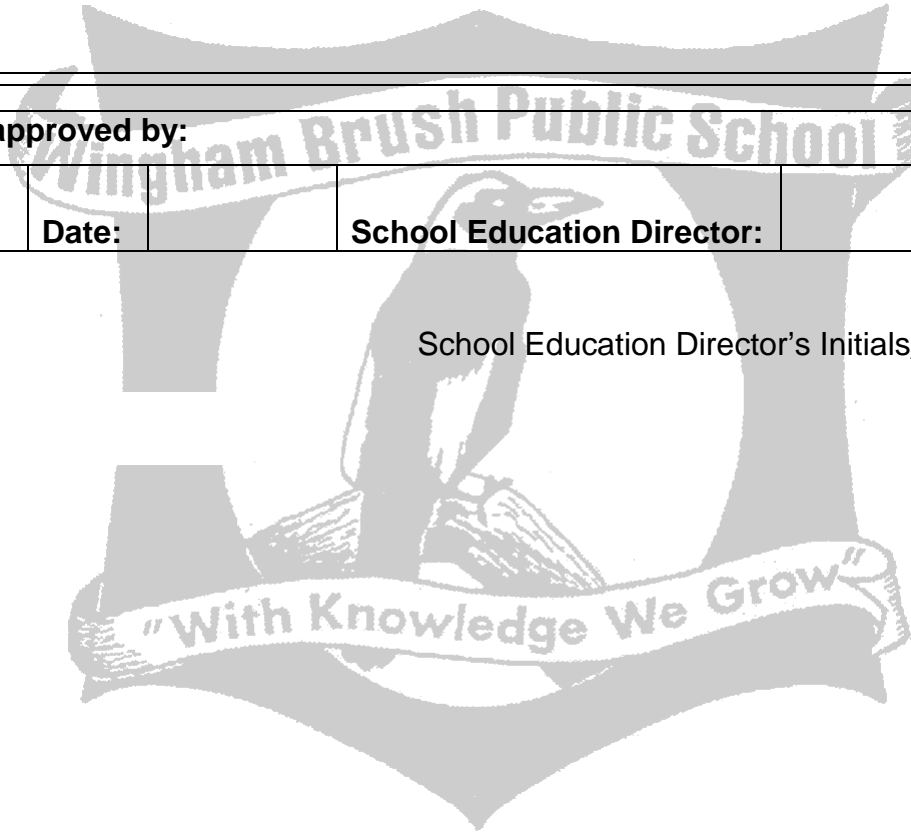 approved by:
Wingham Brush Public School
Date: School Education Director:
School Education Director's Initials
"With Knowledge We Grow"